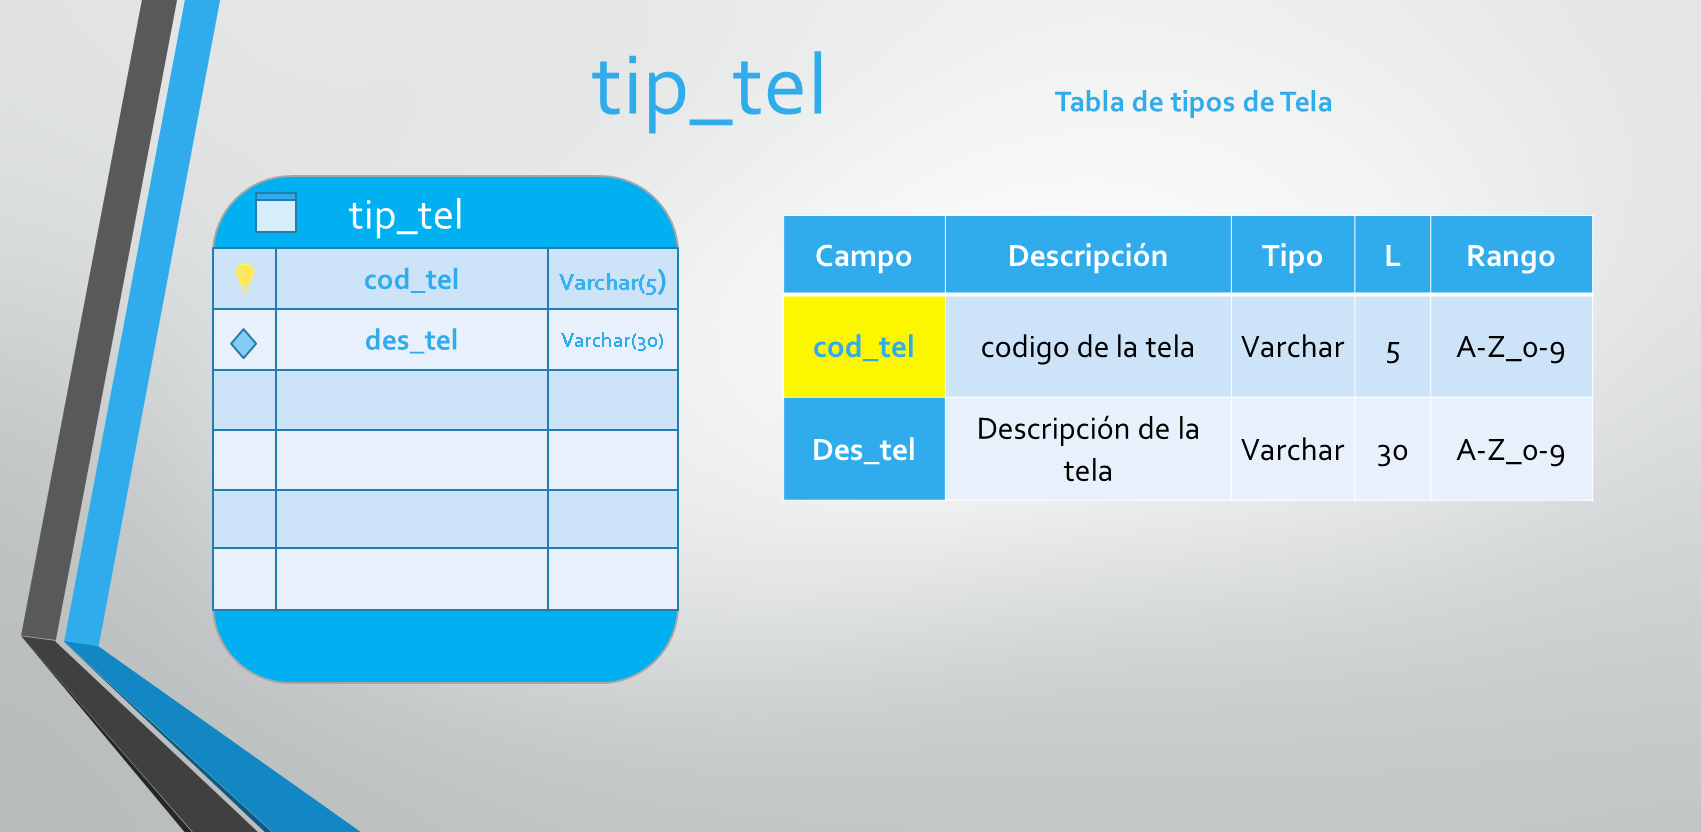 tip_tel
Tabla de tipos de Tela
tip_tel
cod_tel Varchar(5)
des_tel Varchar(30)
Campo Descripción Tipo L Rango
cod_tel codigo de la tela Varchar 5 A-Z_0-9
Des_tel Descripción de la tela Varchar 30 A-Z_0-9